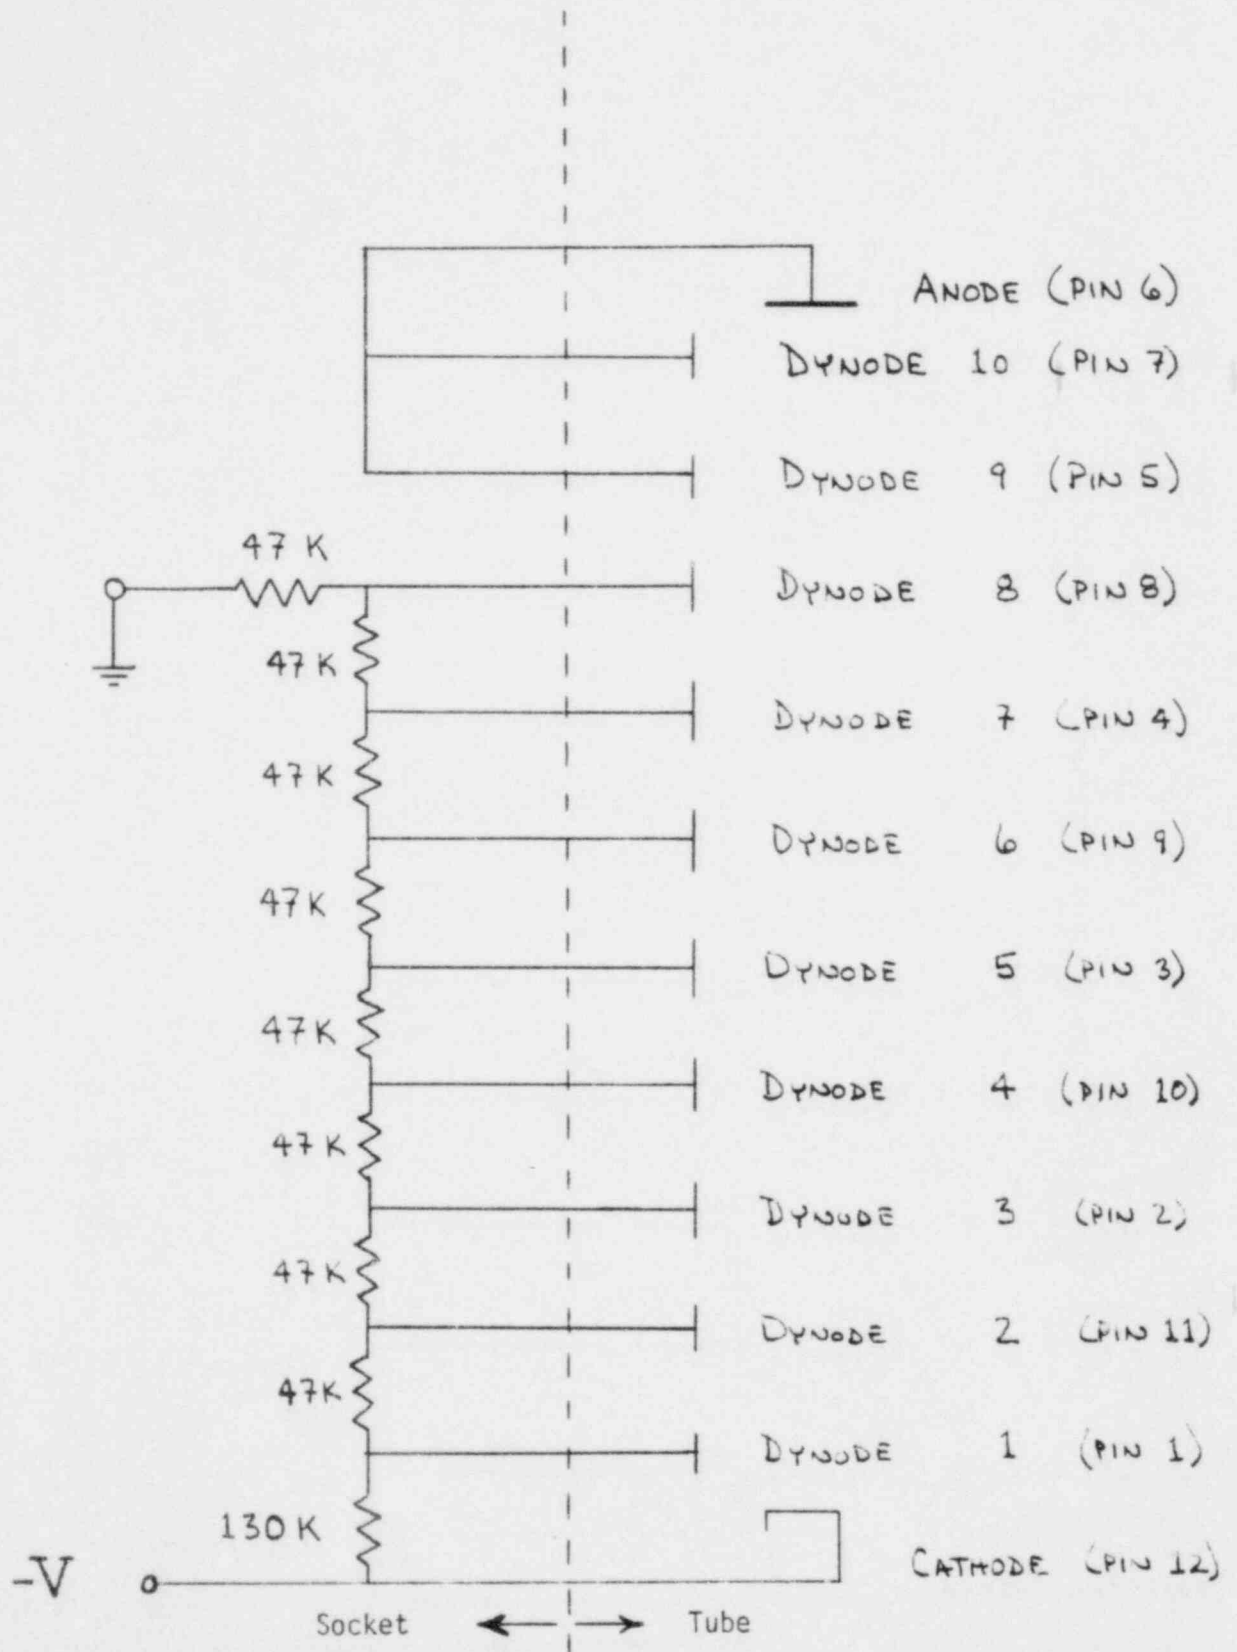 ANODE (PIN 6)
DYNODE 10 (PIN 7)
DYNODE 9 (PIN 5)
47 K
DYNODE 8 (PIN 8)
47 K
DYNODE 7 (PIN 4)
47 K
DYNODE 6 (PIN 9)
47 K
DYNODE 5 (PIN 3)
47 K
DYNODE 4 (PIN 10)
47 K
DYNODE 3 (PIN 2)
47 K
DYNODE 2 (PIN 11)
47K
DYNODE 1 (PIN 1)
130 K
-V
CATHODE (PIN 12)
Socket Tube